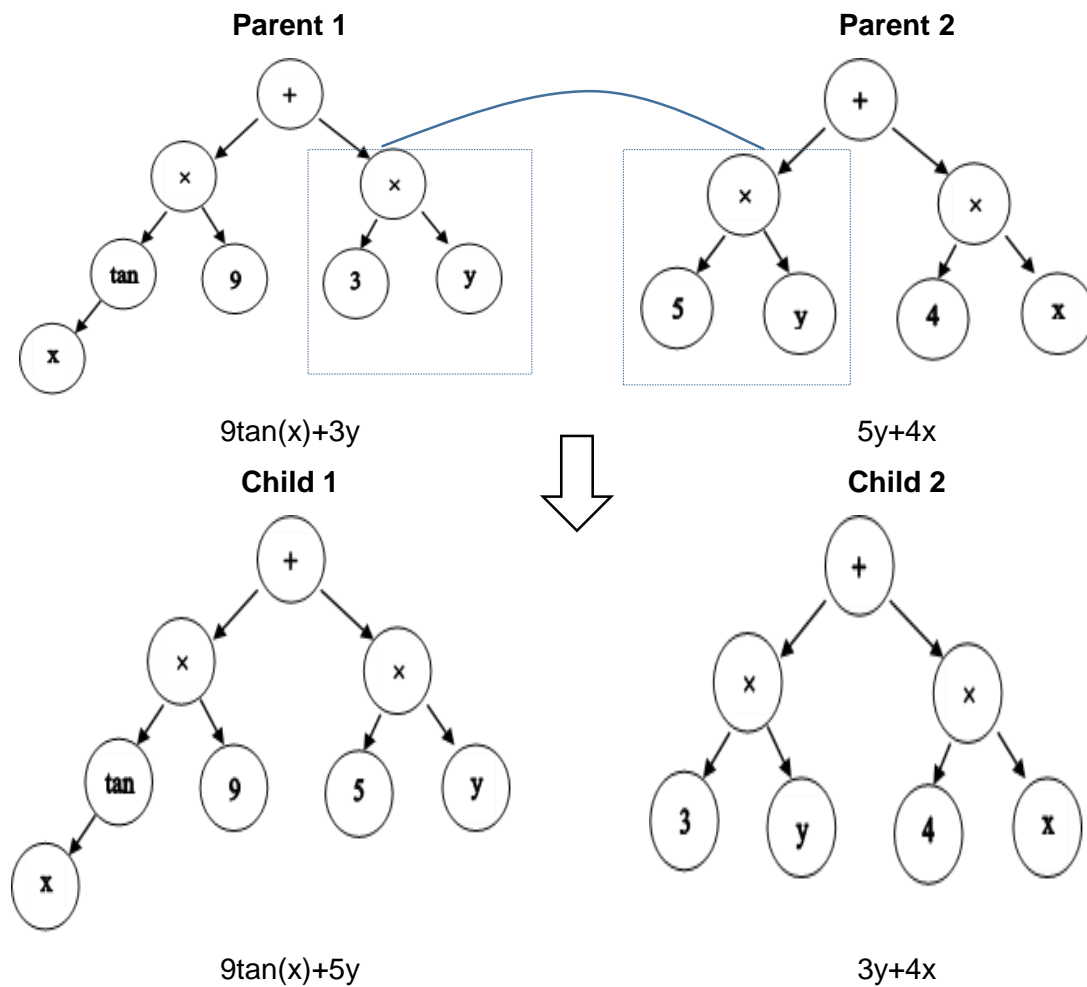 Parent 1
Parent 2
+
+
×
×
×
×
tan
9
3
y
5
y
4
x
x
9tan(x)+3y
5y+4x
Child 1
Child 2
+
+
×
×
×
×
tan
9
5
y
3
y
4
x
x
9tan(x)+5y
3y+4x